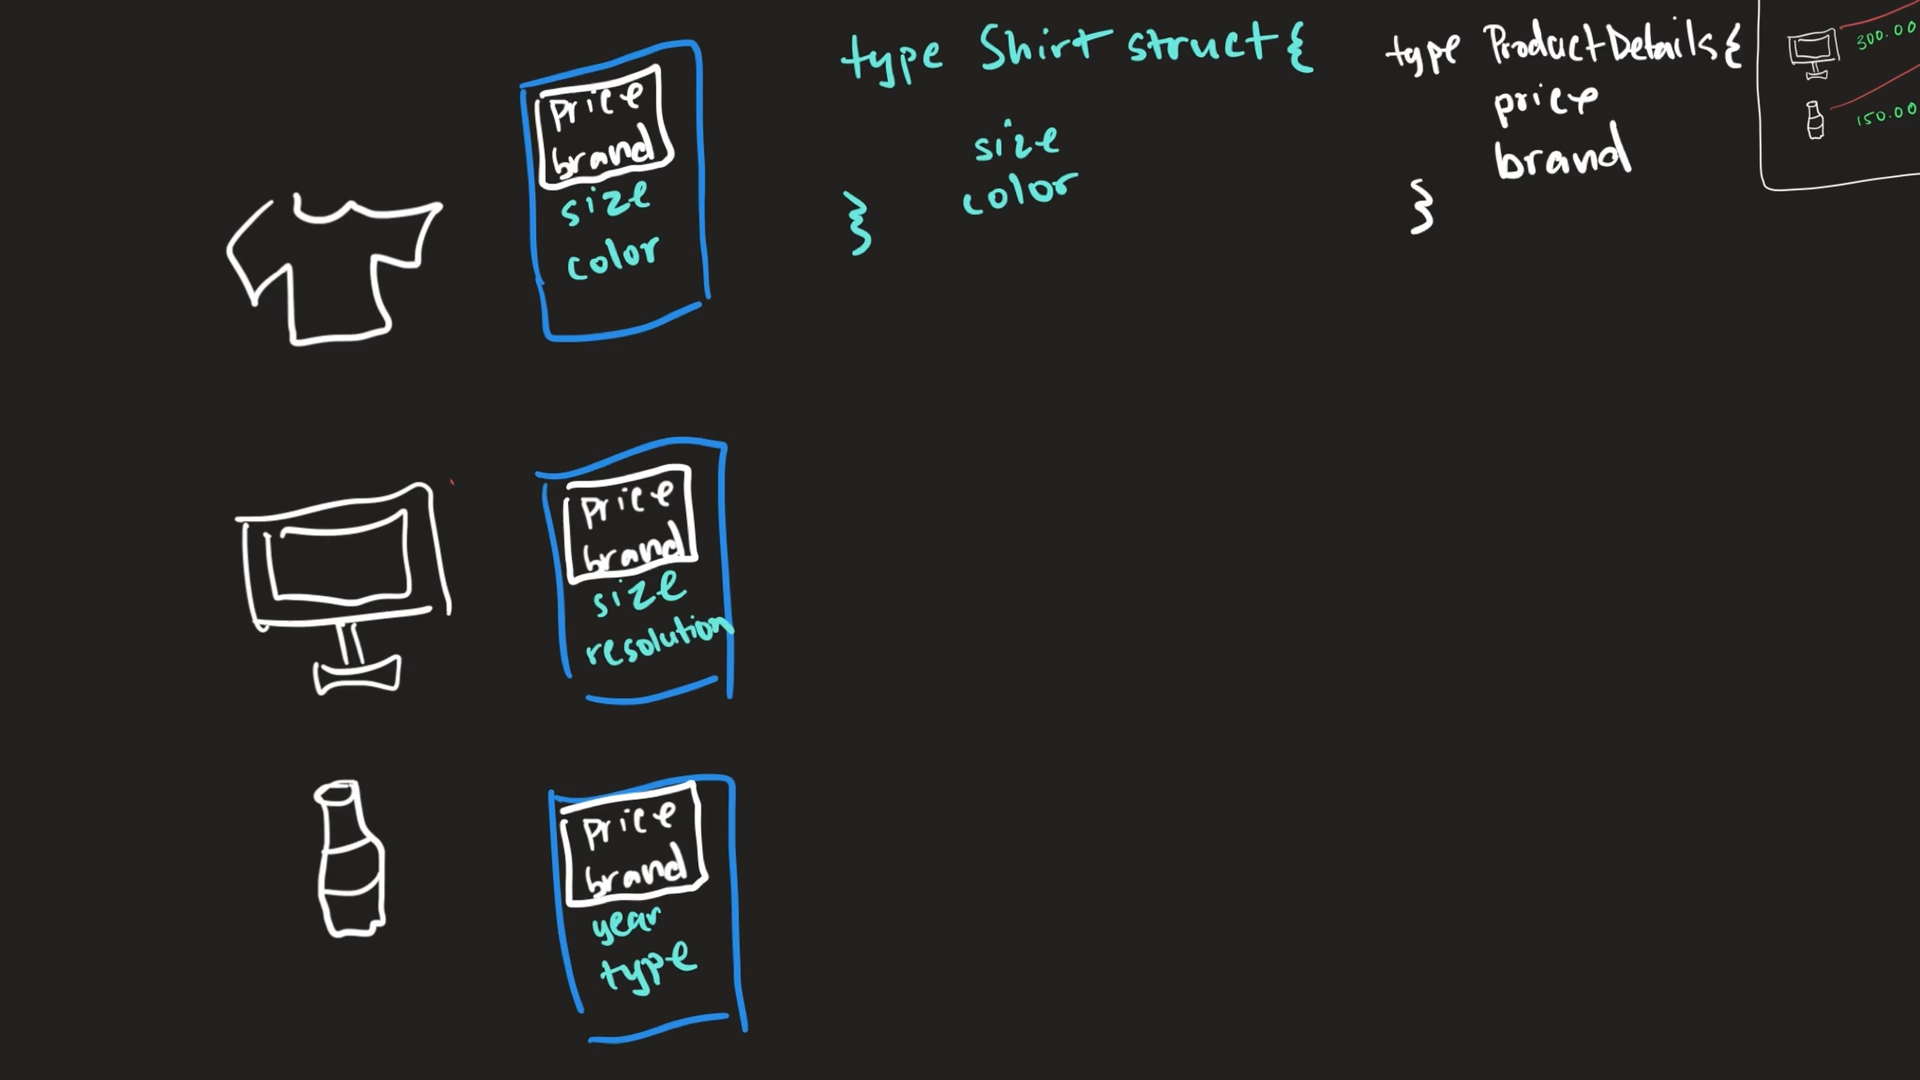 price
brand
size
color
type Shirt struct{
size
color
}
type ProductDetails{
price
brand
}
300.00
150.00
price
brand
size
resolution
price
brand
year
type